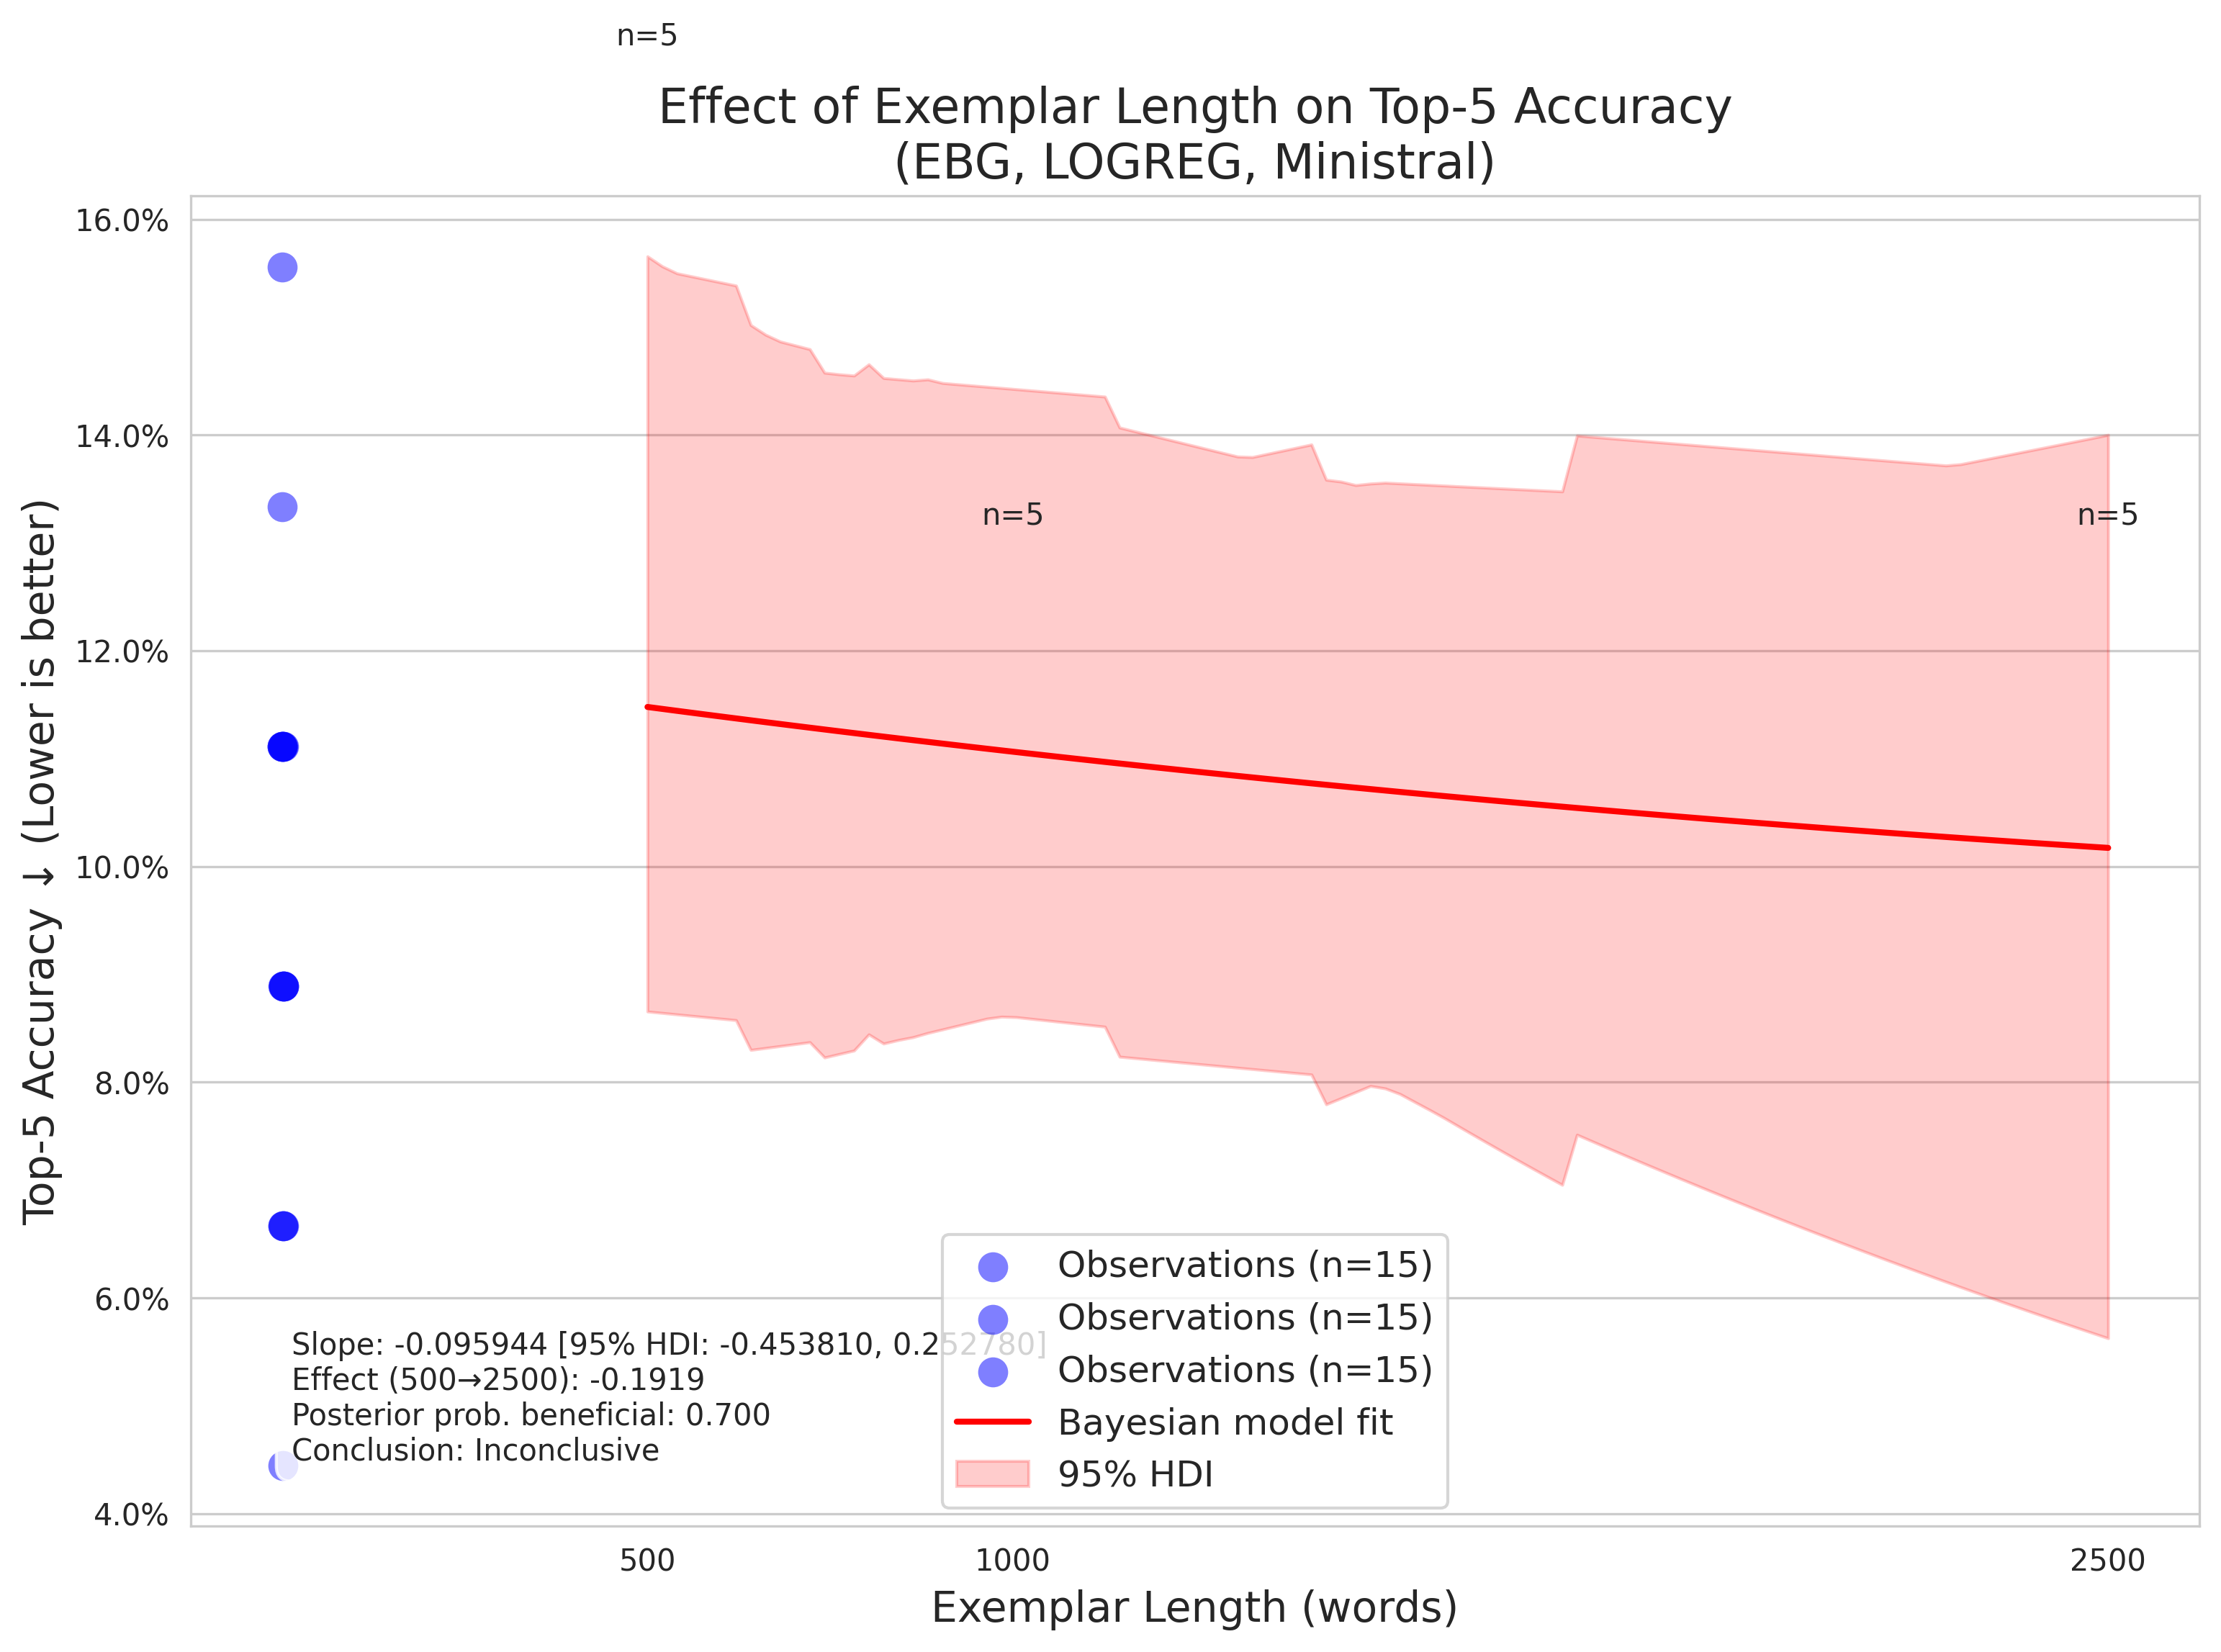 n=5
Effect of Exemplar Length on Top-5 Accuracy
(EBG, LOGREG, Ministral)
Top-5 Accuracy ↓ (Lower is better)
16.0%
14.0%
12.0%
10.0%
8.0%
6.0%
4.0%
n=5
n=5
Slope: -0.095944 [95% HDI: -0.453810, 0.252780]
Effect (500→2500): -0.1919
Posterior prob. beneficial: 0.700
Conclusion: Inconclusive
Observations (n=15)
Observations (n=15)
Observations (n=15)
Bayesian model fit
95% HDI
500
1000
2500
Exemplar Length (words)